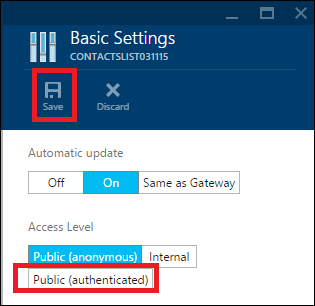 Basic Settings
CONTACTSLIST031115
Save Discard
Automatic update
Off On Same as Gateway
Access Level
Public (anonymous) Internal
Public (authenticated)